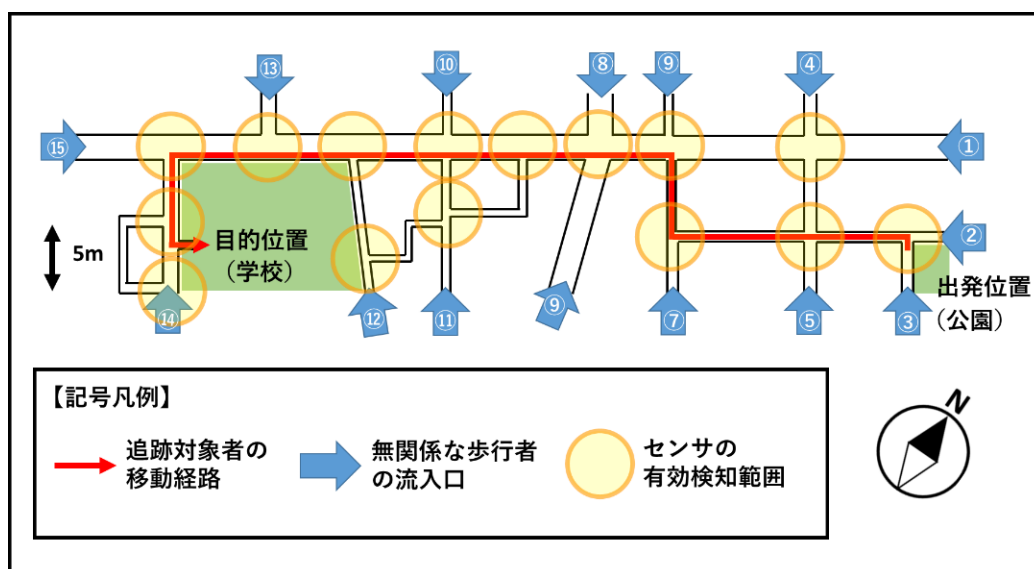 ⑬
⑩
⑧
⑨
④
⑮
①
②
5m
目的位置
(学校)
出発位置
(公園)
⑭
⑫
⑪
⑨
⑦
⑤
③
【記号凡例】
追跡対象者の
移動経路
無関係な歩行者
の流入口
センサの
有効検知範囲
N